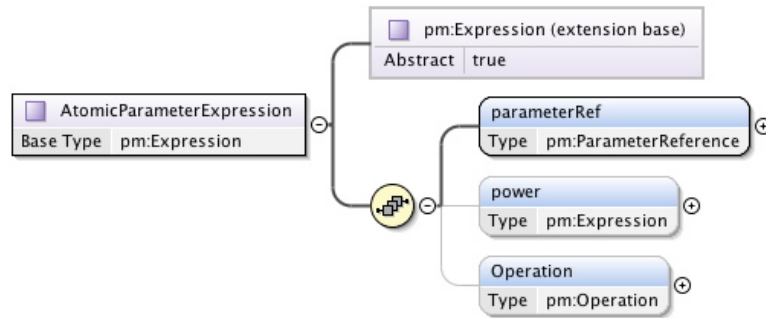 pm:Expression (extension base)
Abstract true
AtomicParameterExpression
Base Type pm:Expression
parameterRef
Type pm:ParameterReference
power
Type pm:Expression
Operation
Type pm:Operation